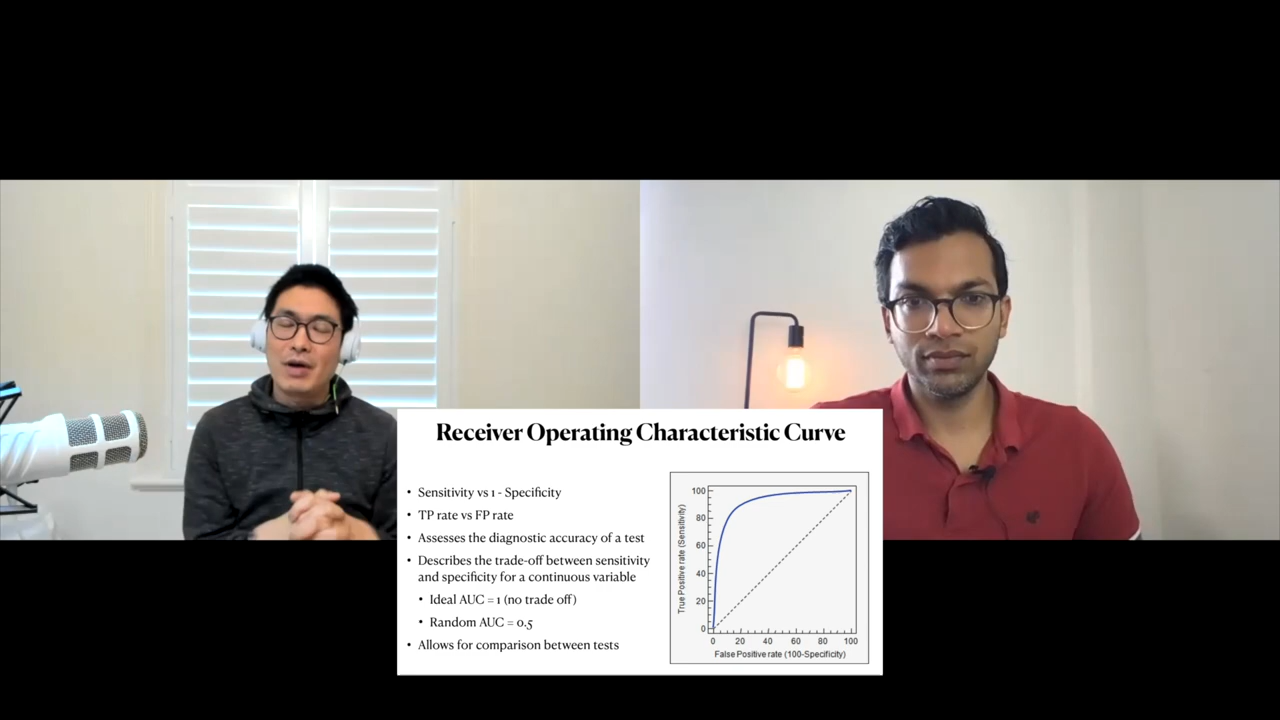 Receiver Operating Characteristic Curve
• Sensitivity vs 1 - Specificity
• TP rate vs FP rate
• Assesses the diagnostic accuracy of a test
• Describes the trade-off between sensitivity
and specificity for a continuous variable
• Ideal AUC = 1 (no trade off)
• Random AUC = 0.5
• Allows for comparison between tests
True Positive rate (Sensitivity)
100
80
60
40
20
0
0 20 40 60 80 100
False Positive rate (100-Specificity)